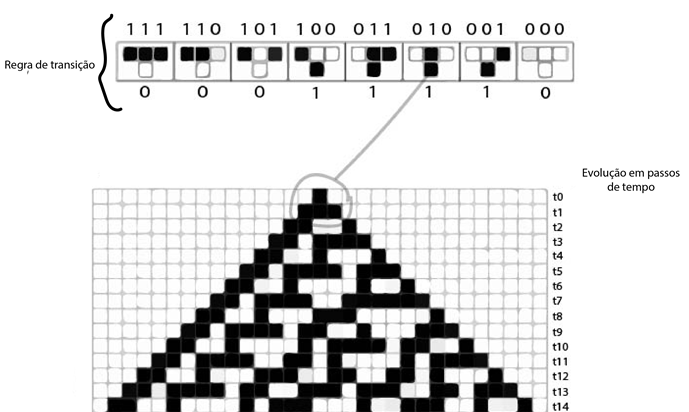 111 110 101 100 011 010 001 000
Regra de transição
0 0 0 1 1 1 1 0
Evolução em passos
de tempo
t0
t1
t2
t3
t4
t5
t6
t7
t8
t9
t10
t11
t12
t13
t14